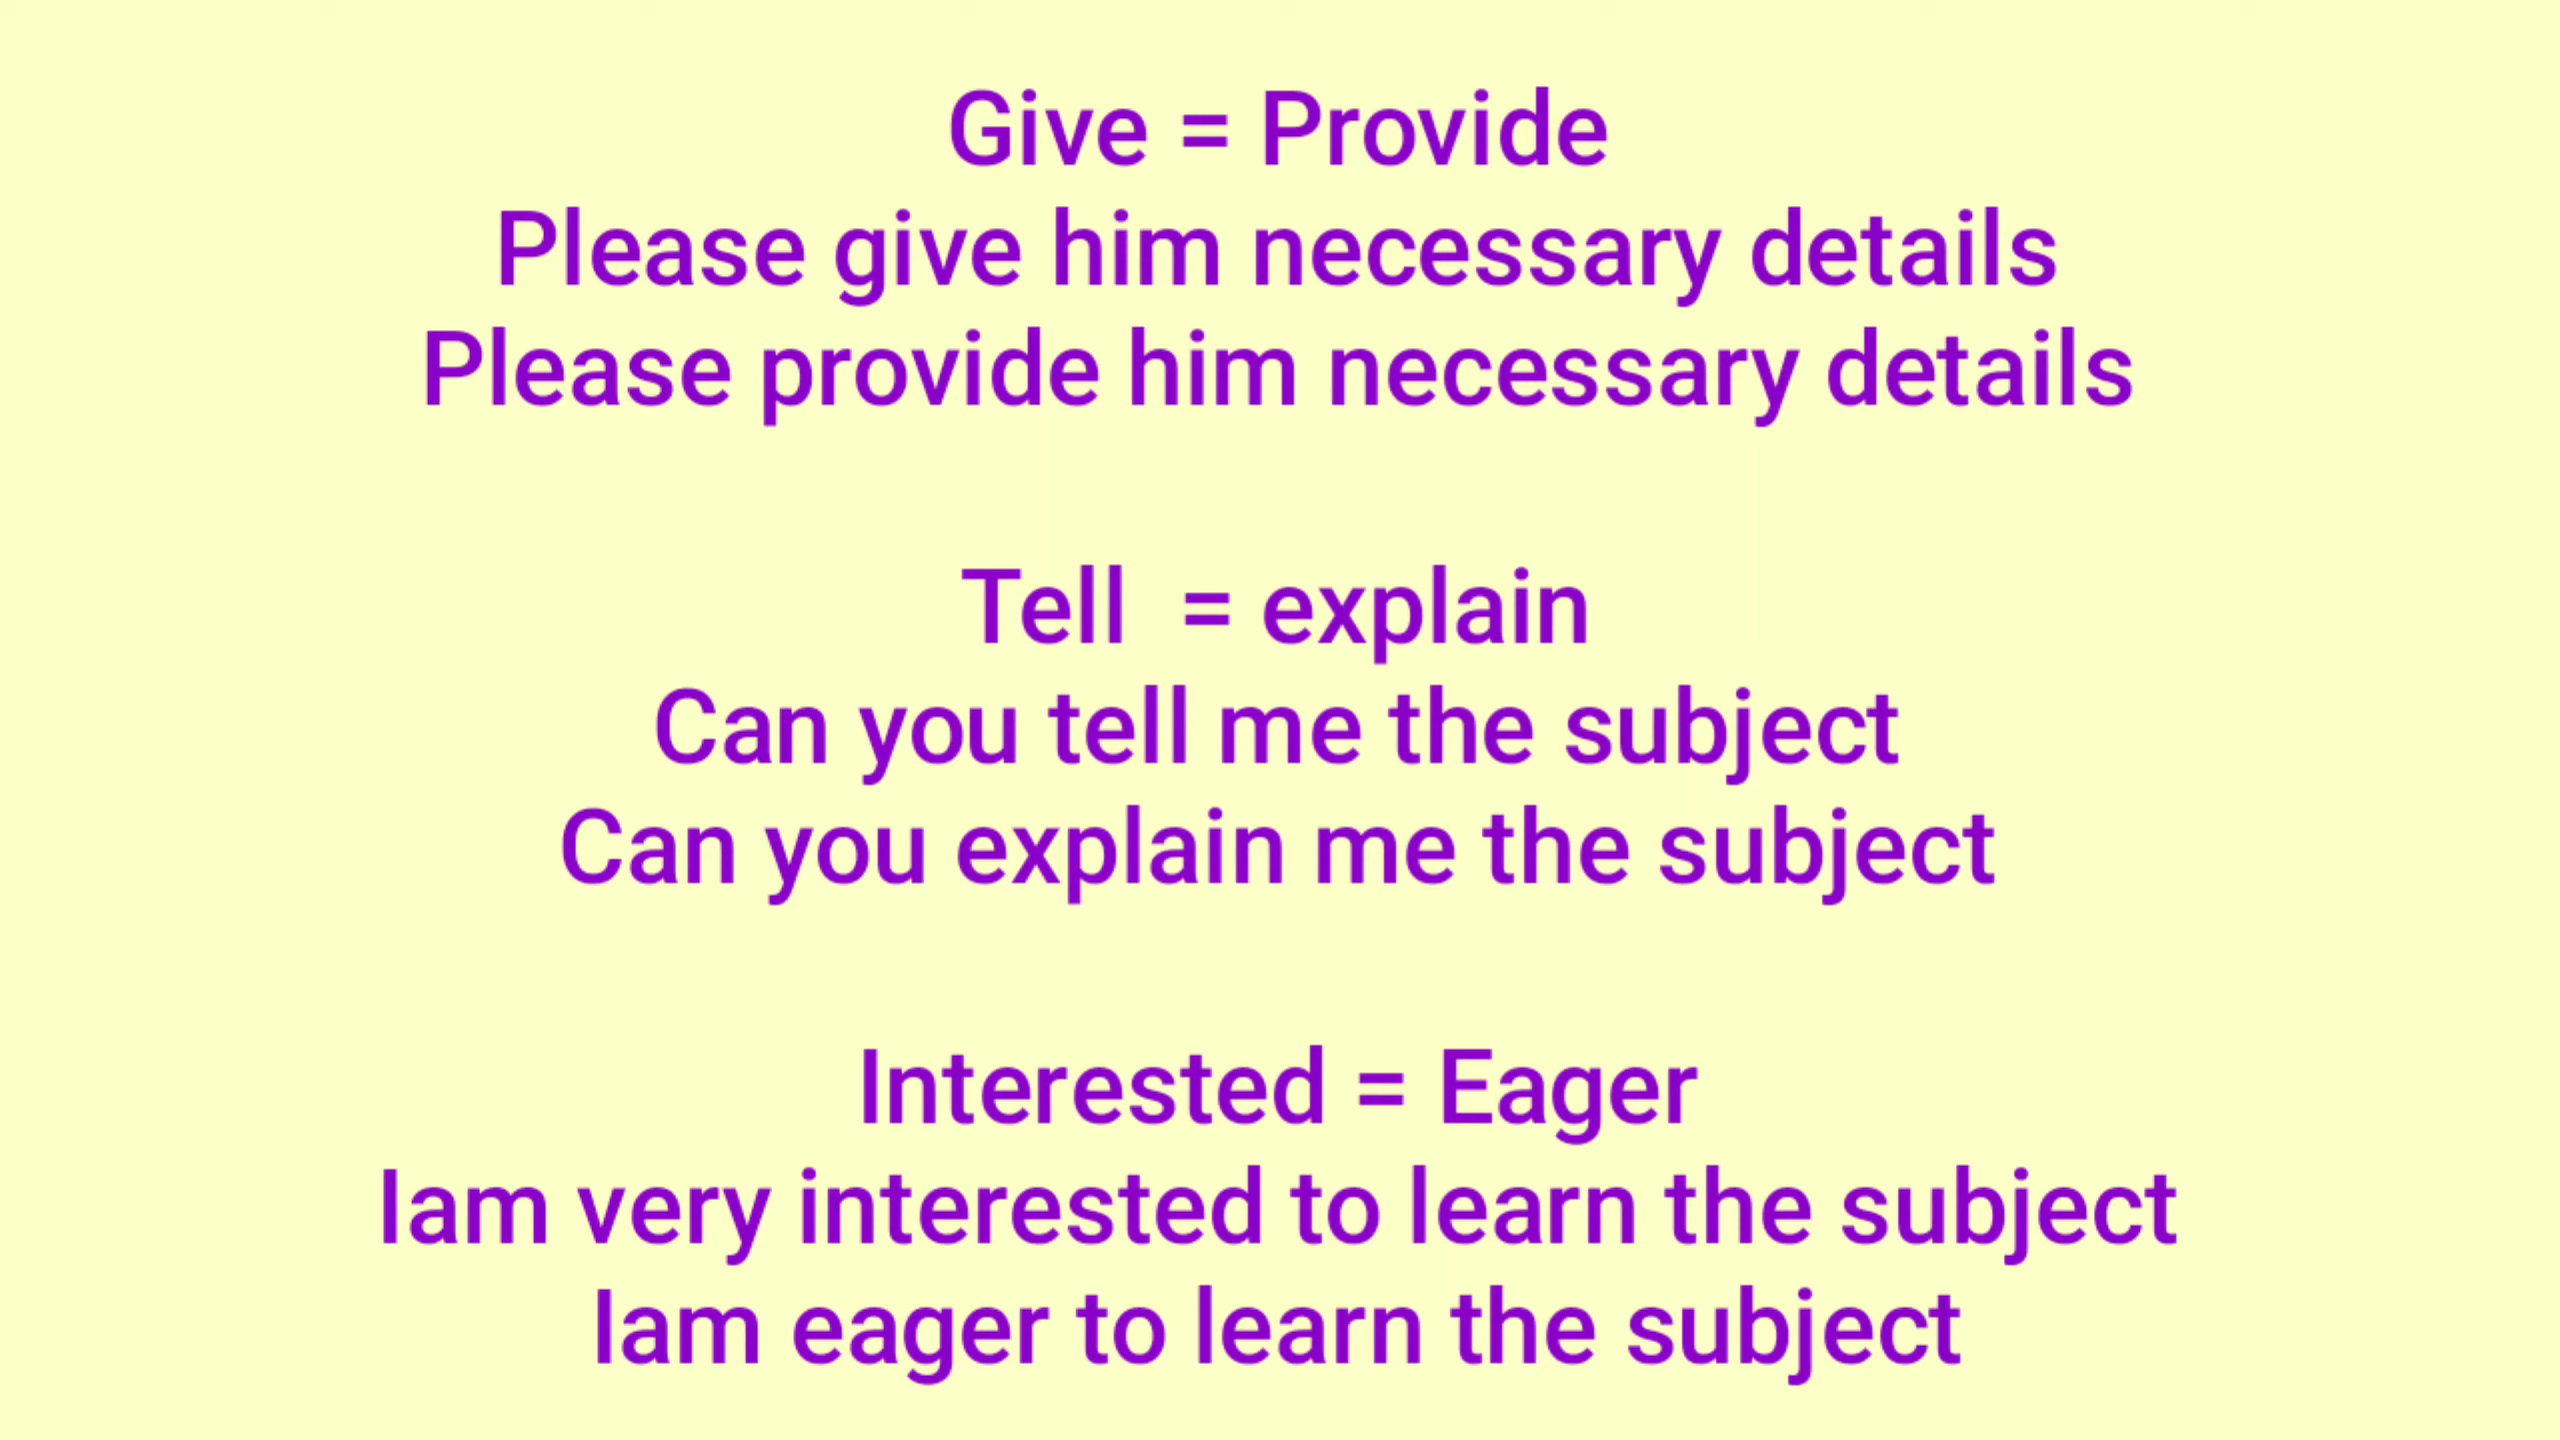 Give = Provide
Please give him necessary details
Please provide him necessary details
Tell  = explain
Can you tell me the subject
Can you explain me the subject
Interested = Eager
Iam very interested to learn the subject
Iam eager to learn the subject